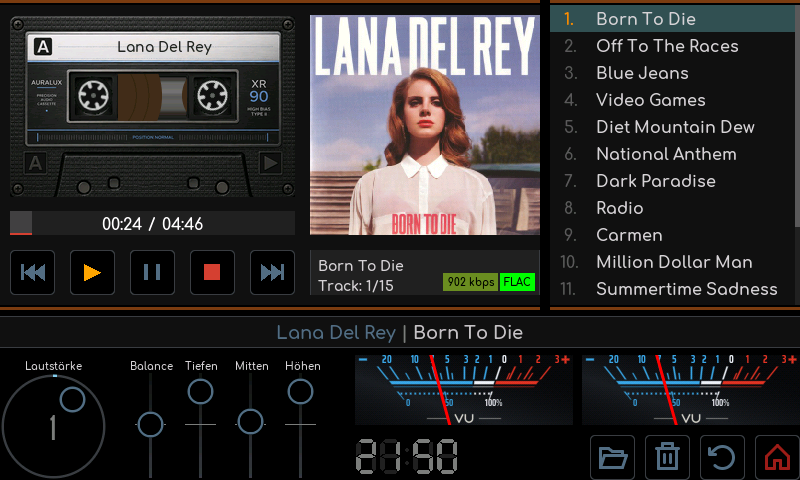 A Lana Del Rey
AURALUX
PRECISION
AUDIO
CASSETTE
XR
90
HIGH BIAS
TYPE II
POSITION NORMAL
A
00:24 / 04:46
LANA DEL REY
BORN TO DIE
Born To Die
Track: 1/15
902 kbps FLAC
1. Born To Die
2. Off To The Races
3. Blue Jeans
4. Video Games
5. Diet Mountain Dew
6. National Anthem
7. Dark Paradise
8. Radio
9. Carmen
10. Million Dollar Man
11. Summertime Sadness
Lana Del Rey | Born To Die
Lautstärke
1
Balance Tiefen Mitten Höhen
- 20 10 7 5 3 2 1 0 1 2 3 +
0 50 100%
VU
- 20 10 7 5 3 2 1 0 1 2 3 +
0 50 100%
VU
21:50